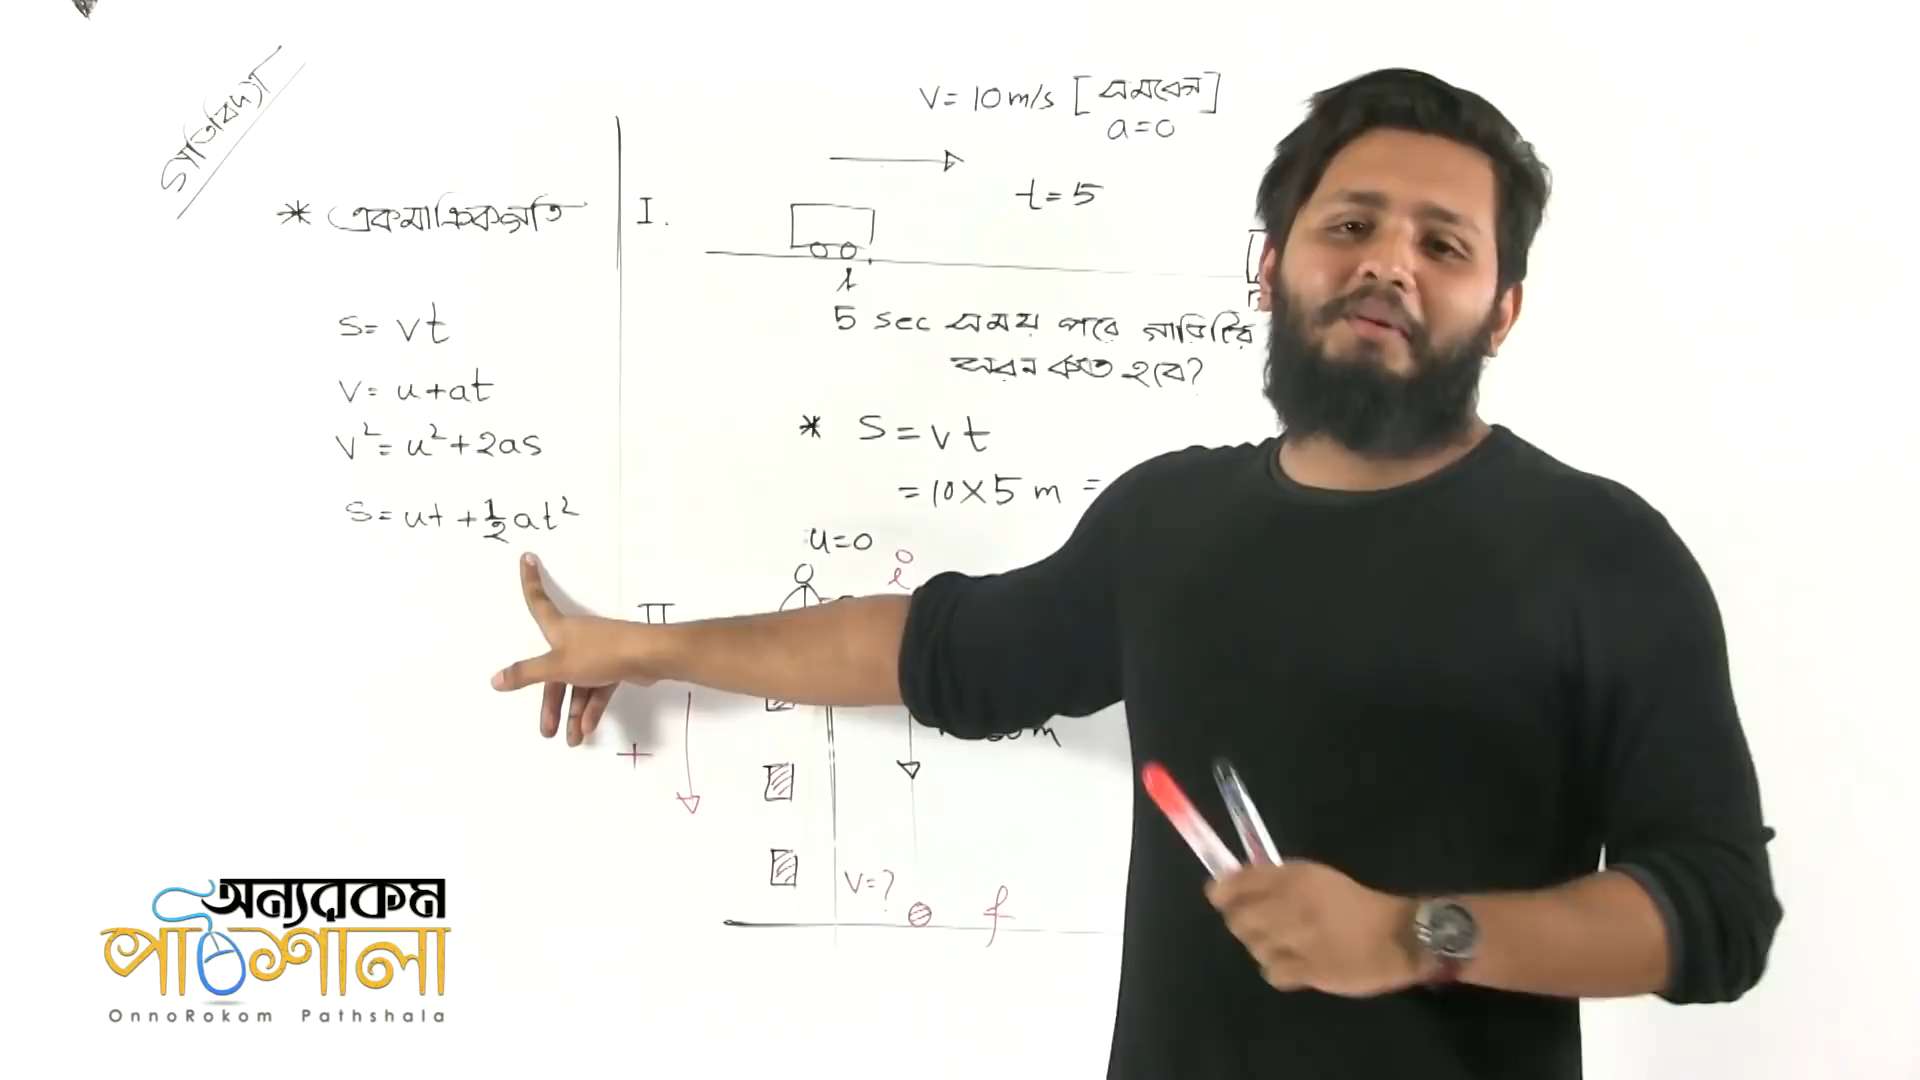 গতিবিদ্যা
* একমাত্রিক গতি
s = vt
v = u + at
v² = u² + 2as
s = ut + ½at²
I.
v = 10 m/s [সমবেগ]
a = 0
t = 5
i
5 sec সময় পরে গাড়িটির
সরন কত হবে?
* s = vt
= 10 × 5 m =
II
u = 0
i
+
v = ?
f
অন্যরকম
পাঠশালা
OnnoRokom Pathshala